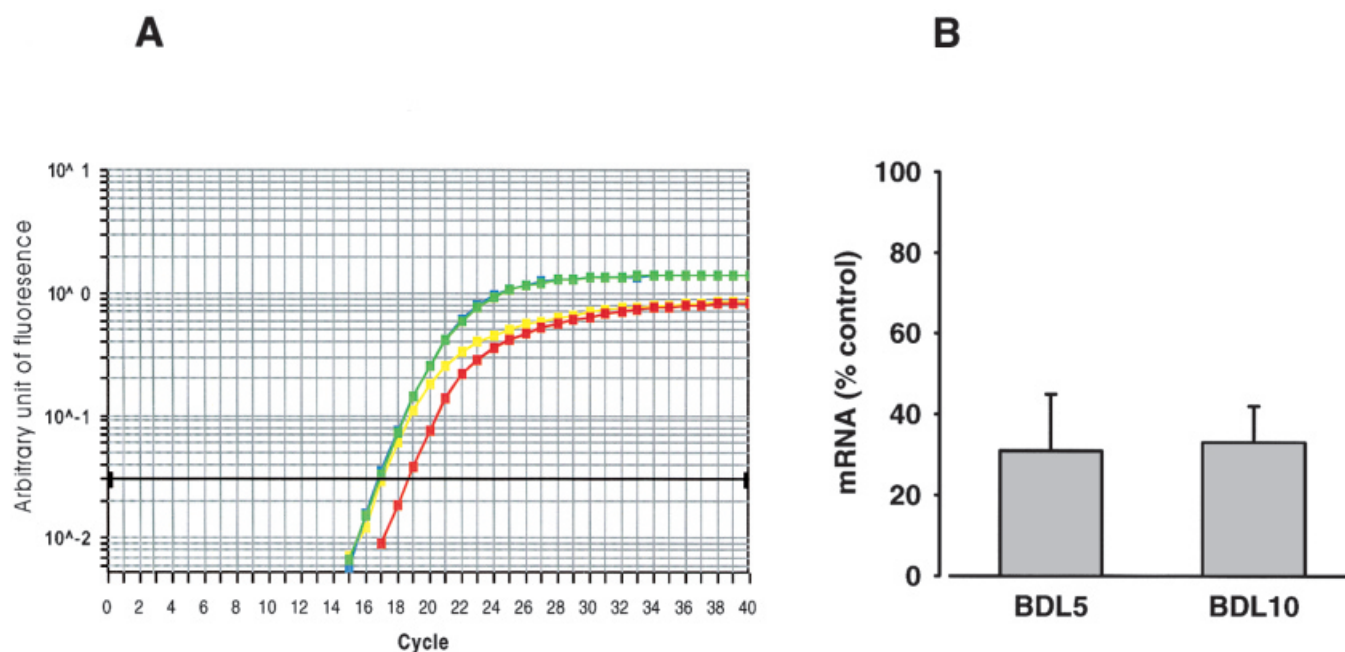 A
B
10^ 1
10^ 0
10^-1
10^-2
Arbitrary unit of fluoresence
0 2 4 6 8 10 12 14 16 18 20 22 24 26 28 30 32 34 36 38 40
Cycle
100
80
60
40
20
0
mRNA (% control)
BDL5 BDL10